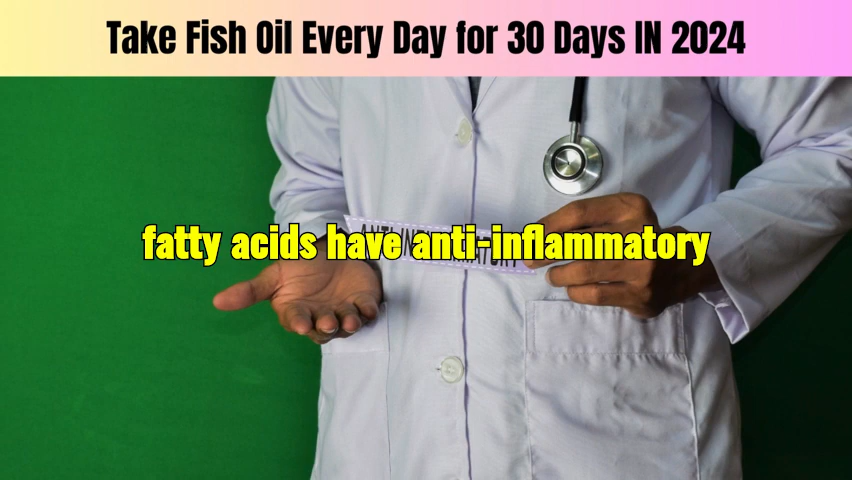 Take Fish Oil Every Day for 30 Days IN 2024
fatty acids have anti-inflammatory